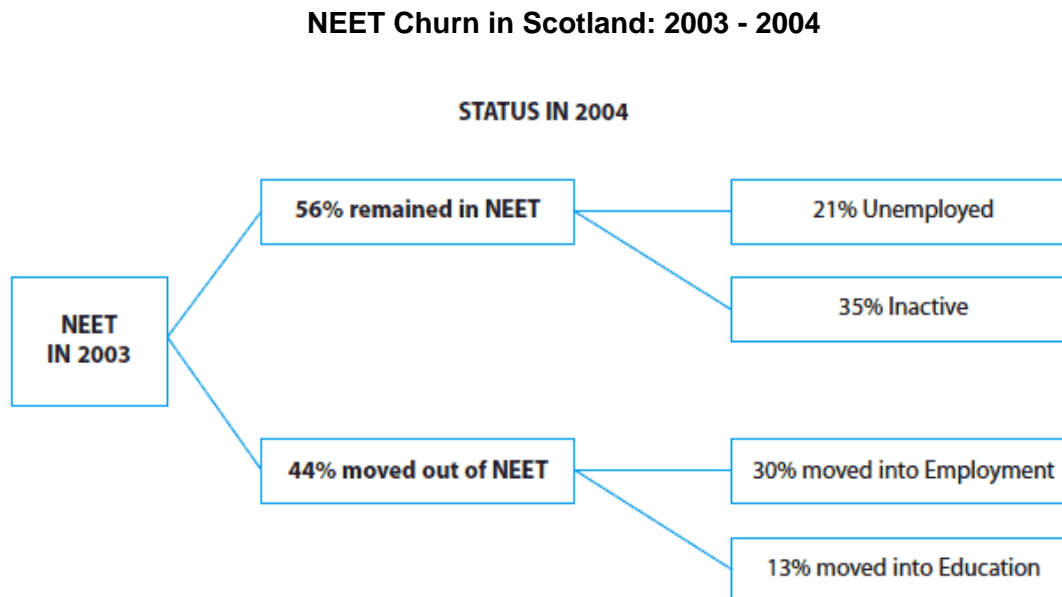 NEET Churn in Scotland: 2003 - 2004
STATUS IN 2004
NEET
IN 2003
56% remained in NEET
21% Unemployed
35% Inactive
44% moved out of NEET
30% moved into Employment
13% moved into Education